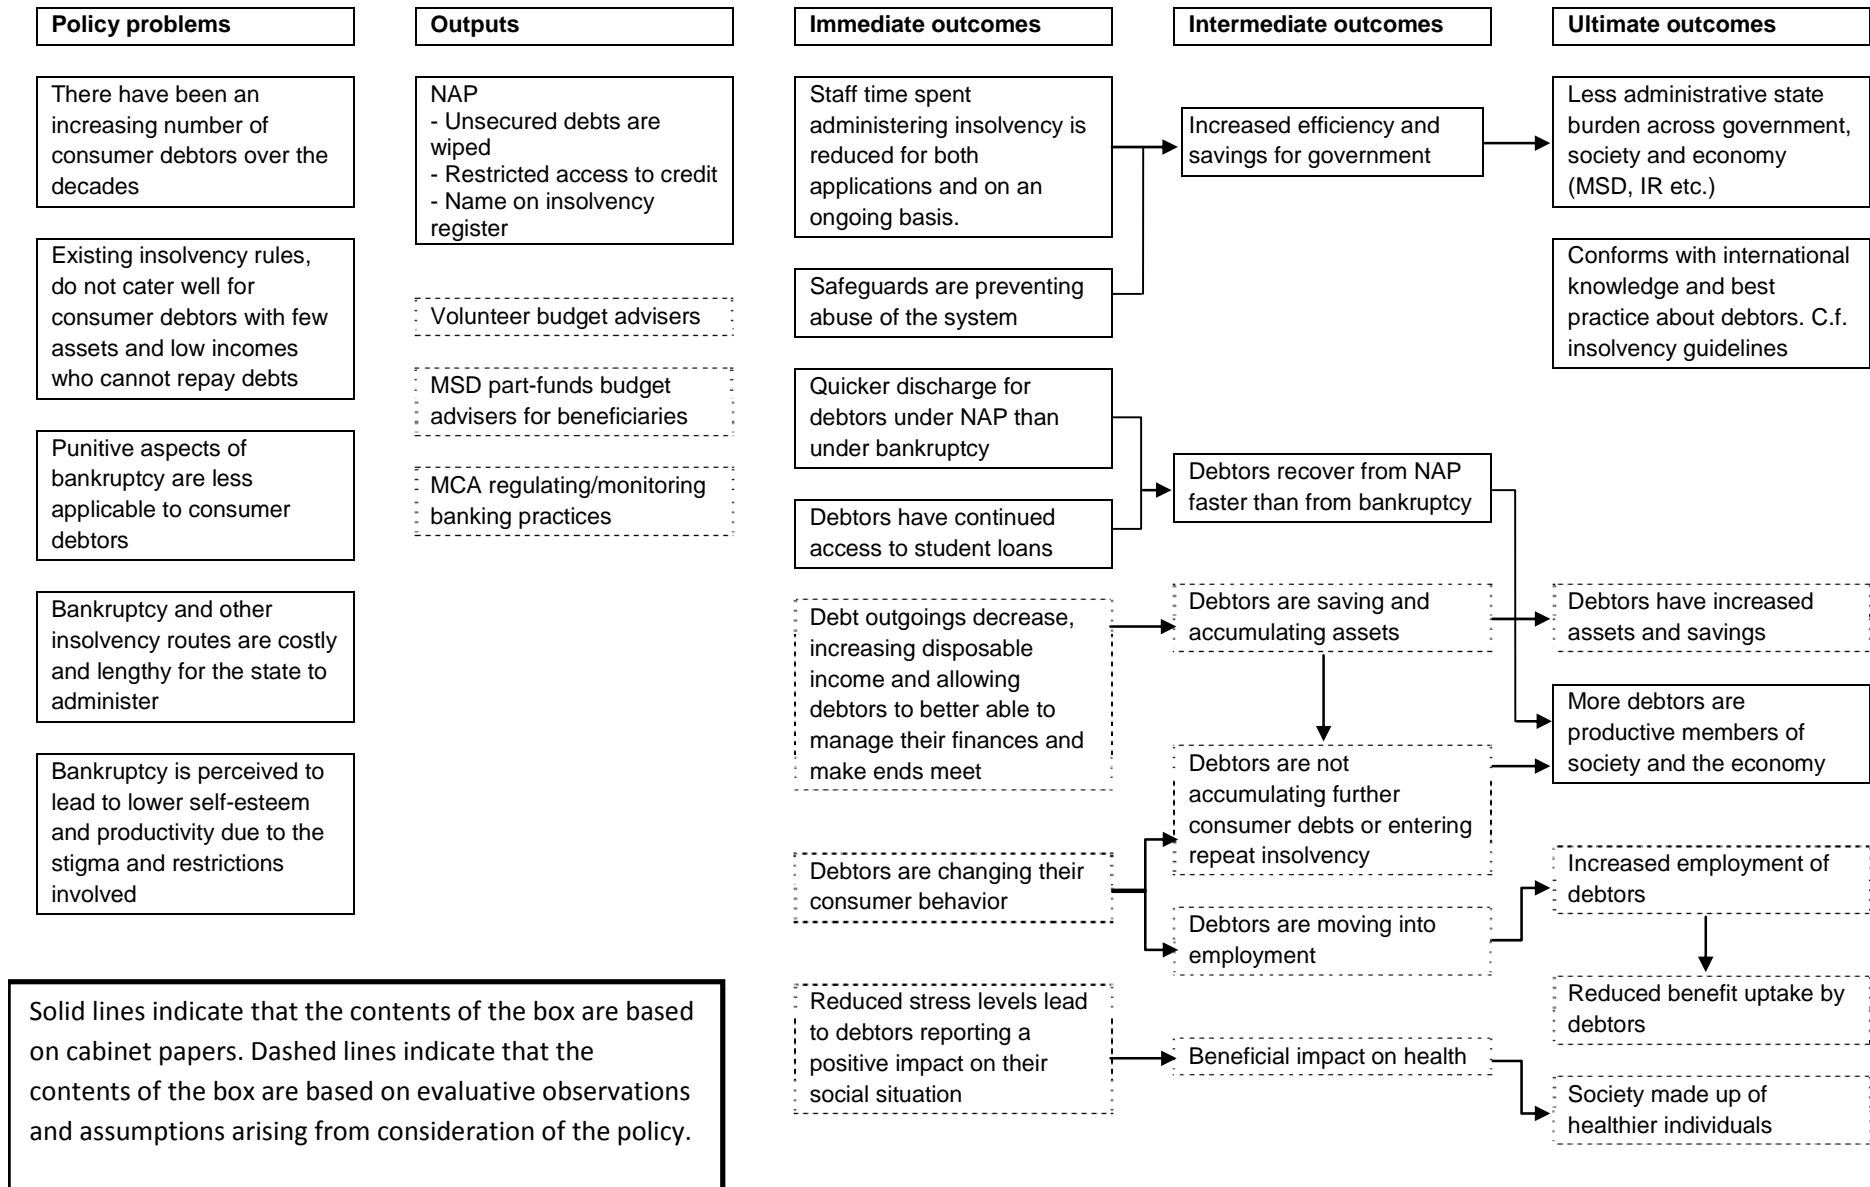 Policy problems
There have been an
increasing number of
consumer debtors over the
decades
Existing insolvency rules,
do not cater well for
consumer debtors with few
assets and low incomes
who cannot repay debts
Punitive aspects of
bankruptcy are less
applicable to consumer
debtors
Bankruptcy and other
insolvency routes are costly
and lengthy for the state to
administer
Bankruptcy is perceived to
lead to lower self-esteem
and productivity due to the
stigma and restrictions
involved
Outputs
NAP
- Unsecured debts are
wiped
- Restricted access to credit
- Name on insolvency
register
Volunteer budget advisers
MSD part-funds budget
advisers for beneficiaries
MCA regulating/monitoring
banking practices
Immediate outcomes
Staff time spent
administering insolvency is
reduced for both
applications and on an
ongoing basis.
Safeguards are preventing
abuse of the system
Quicker discharge for
debtors under NAP than
under bankruptcy
Debtors have continued
access to student loans
Debt outgoings decrease,
increasing disposable
income and allowing
debtors to better able to
manage their finances and
make ends meet
Debtors are changing their
consumer behavior
Reduced stress levels lead
to debtors reporting a
positive impact on their
social situation
Intermediate outcomes
Increased efficiency and
savings for government
Debtors recover from NAP
faster than from bankruptcy
Debtors are saving and
accumulating assets
Debtors are not
accumulating further
consumer debts or entering
repeat insolvency
Debtors are moving into
employment
Beneficial impact on health
Ultimate outcomes
Less administrative state
burden across government,
society and economy
(MSD, IR etc.)
Conforms with international
knowledge and best
practice about debtors. C.f.
insolvency guidelines
Debtors have increased
assets and savings
More debtors are
productive members of
society and the economy
Increased employment of
debtors
Reduced benefit uptake by
debtors
Society made up of
healthier individuals
Solid lines indicate that the contents of the box are based
on cabinet papers. Dashed lines indicate that the
contents of the box are based on evaluative observations
and assumptions arising from consideration of the policy.